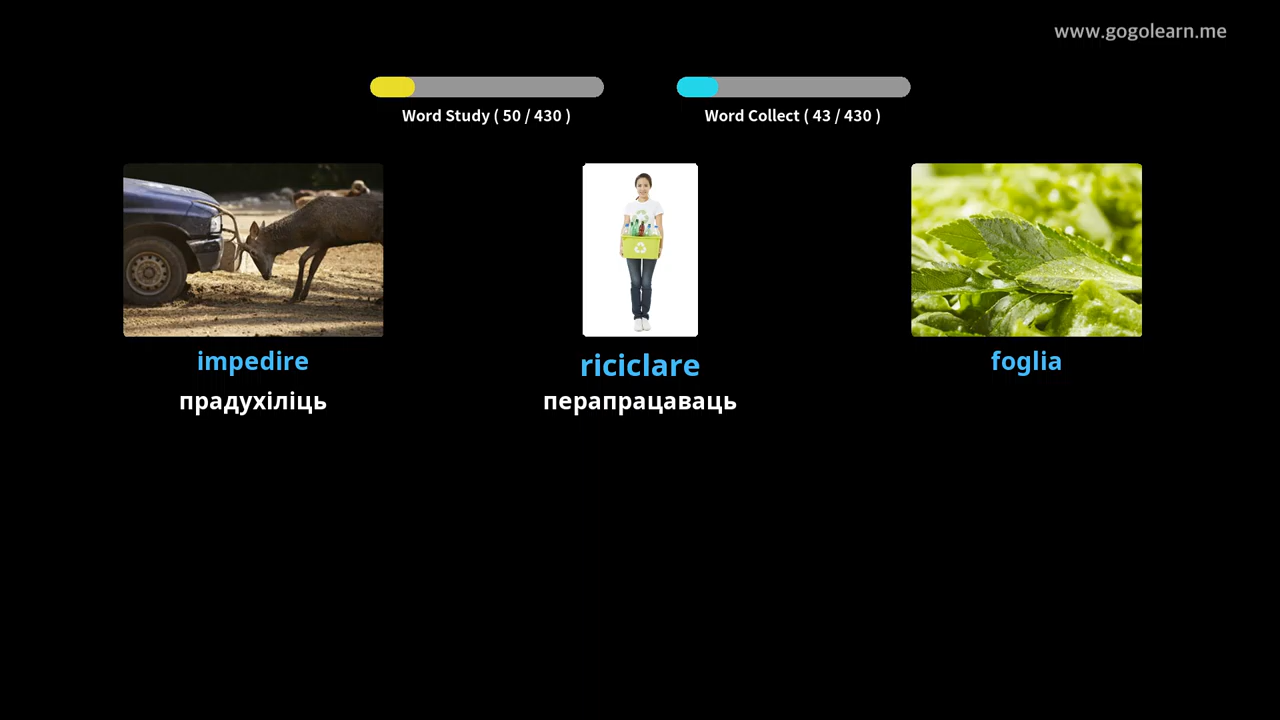 www.gogolearn.me
Word Study ( 50 / 430 )
Word Collect ( 43 / 430 )
impedire
riciclare
foglia
прадухіліць
перапрацаваць